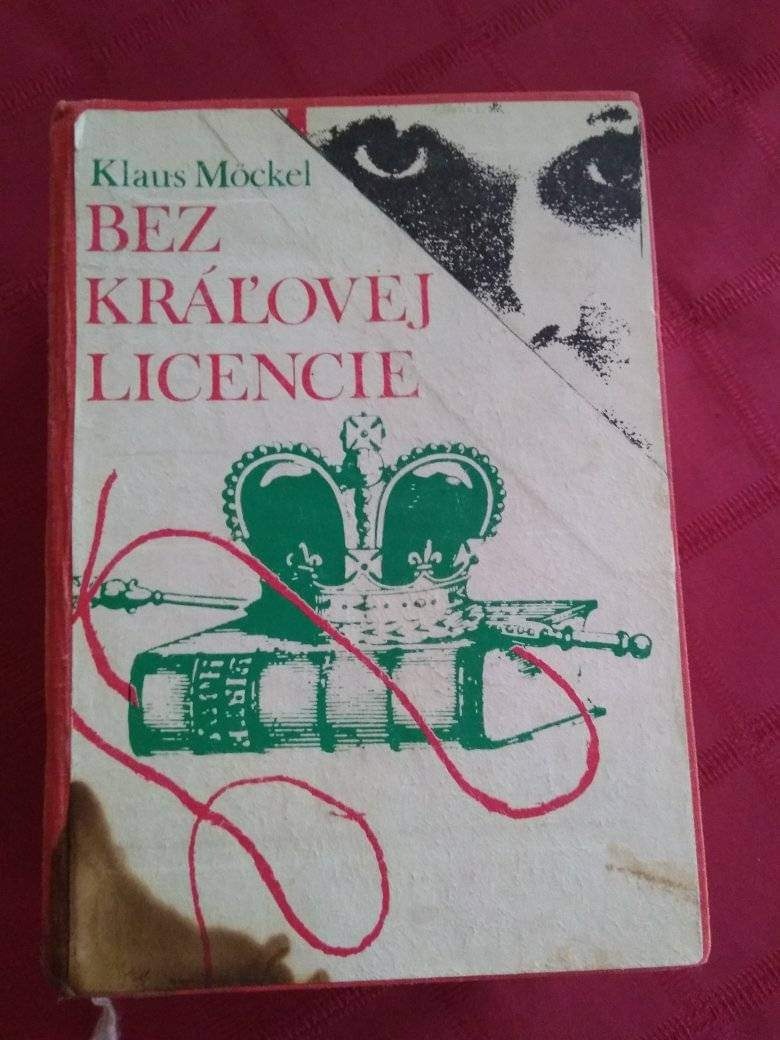 Klaus Möckel
BEZ
KRÁĽOVEJ
LICENCIE